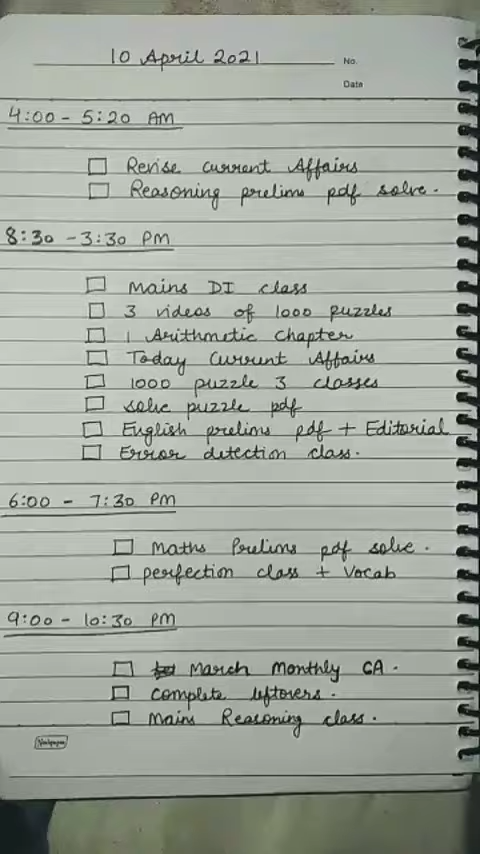 10 April 2021
No.
Date
4:00 - 5:20 AM
Revise current Affairs
Reasoning prelims pdf solve.
8:30 - 3:30 PM
Mains DI class
3 videos of 1000 puzzles
1 Arithmetic chapter
Today Current Affairs
1000 puzzle 3 classes
solve puzzle pdf
English prelims pdf + Editorial
Error detection class.
6:00 - 7:30 PM
Maths Prelims pdf solve.
perfection class + Vocab
9:00 - 10:30 PM
March Monthly CA.
complete leftovers.
Mains Reasoning class.